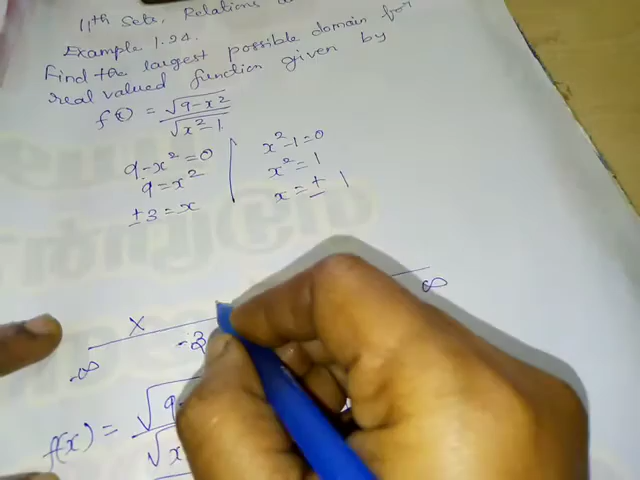 11th Sets, Relations
Example 1.24.
Find the largest possible domain for
real valued function given by
f(x) = √9-x² / √x²-1
9-x² = 0 | x²-1 = 0
9 = x² | x² = 1
±3 = x | x = ± 1
X
-∞ -3 ∞
f(x) = √9- / √x